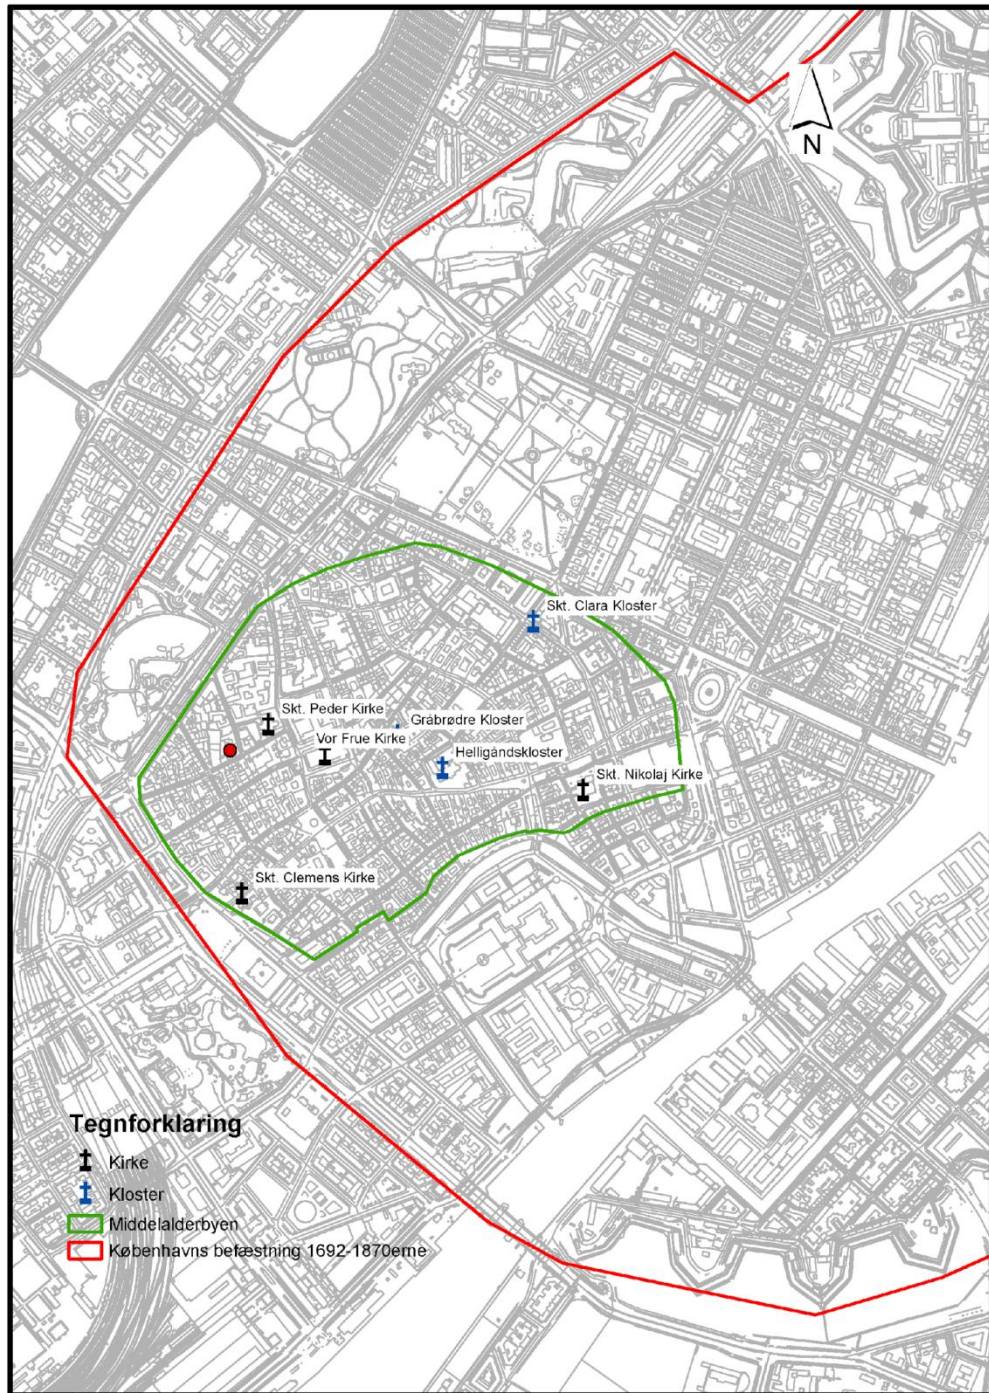 N
Skt. Clara Kloster
Skt. Peder Kirke
Gråbrødre Kloster
Vor Frue Kirke
Helligåndskloster
Skt. Nikolaj Kirke
Skt. Clemens Kirke
Tegnforklaring
Kirke
Kloster
Middelalderbyen
Københavns befæstning 1692-1870erne